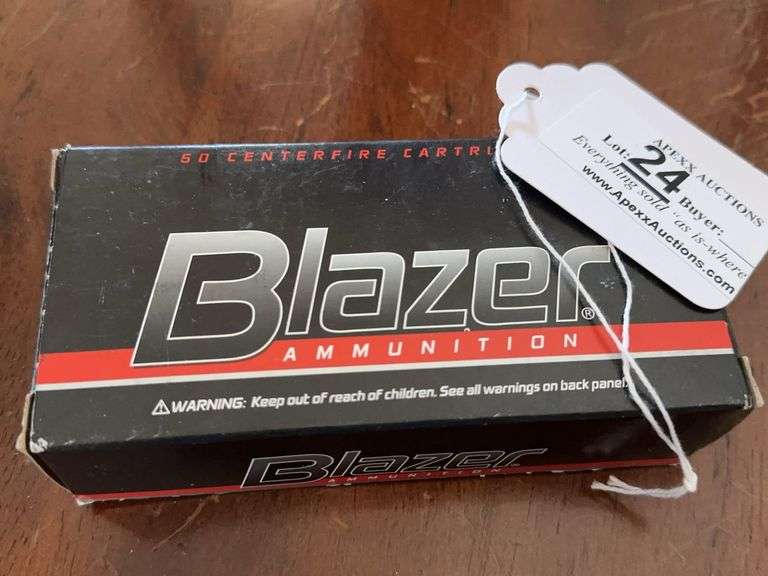 50 CENTERFIRE CARTRI
Blazer®
AMMUNITION
⚠WARNING: Keep out of reach of children. See all warnings on back panel.
Blazer
AMMUNITION
APEXX AUCTIONS
Lot: 24 Buyer:
Everything sold "as is-where
www.ApexxAuctions.com